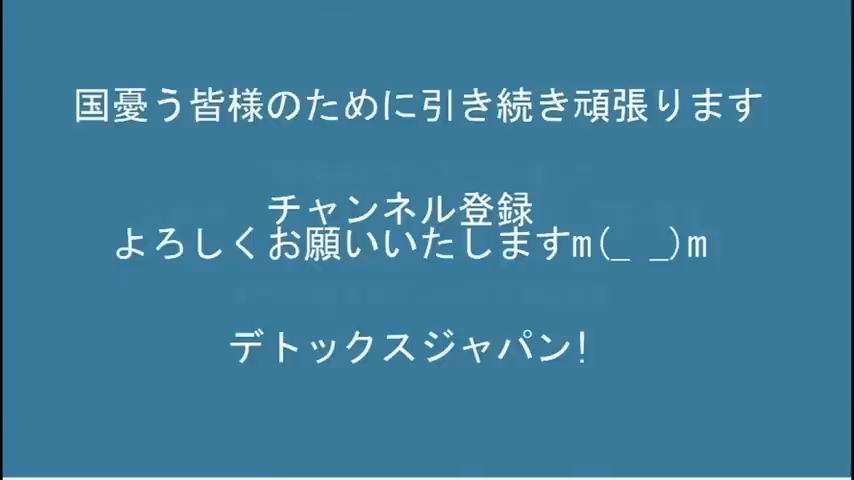 国憂う皆様のために引き続き頑張ります
チャンネル登録
よろしくお願いいたしますm(_ _)m
デトックスジャパン!